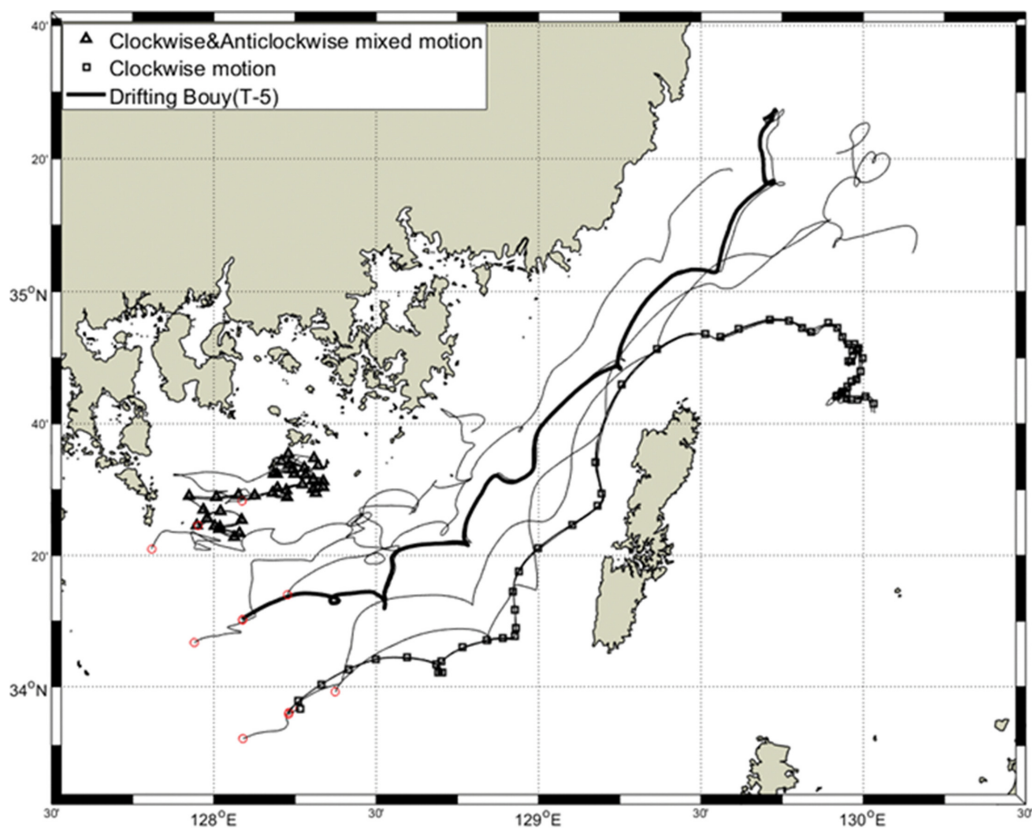 40'
Clockwise&Anticlockwise mixed motion
Clockwise motion
Drifting Bouy(T-5)
20'
35°N
40'
20'
34°N
30' 128°E 30' 129°E 30' 130°E 30'